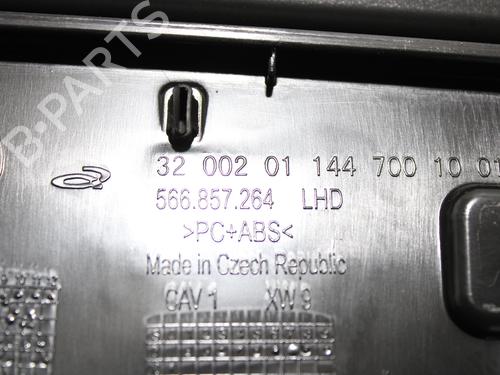 B-PARTS
32 002 01 144 700 10 01
566.857.264 LHD
>PC+ABS<
Made in Czech Republic
CAV 1 XW 9